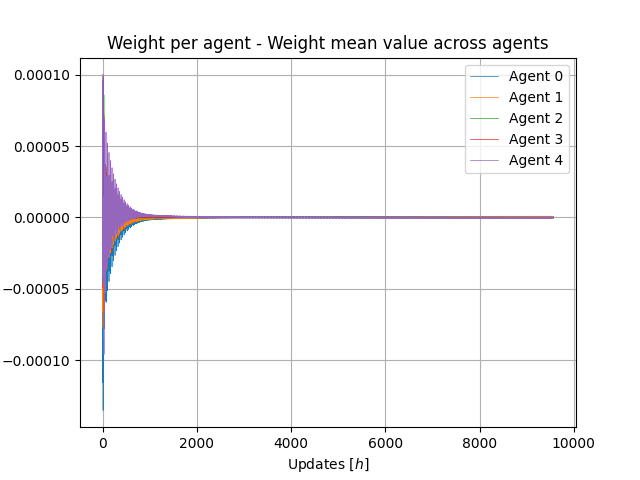 Weight per agent - Weight mean value across agents
Agent 0
Agent 1
Agent 2
Agent 3
Agent 4
0.00010
0.00005
0.00000
−0.00005
−0.00010
0 2000 4000 6000 8000 10000
Updates [h]